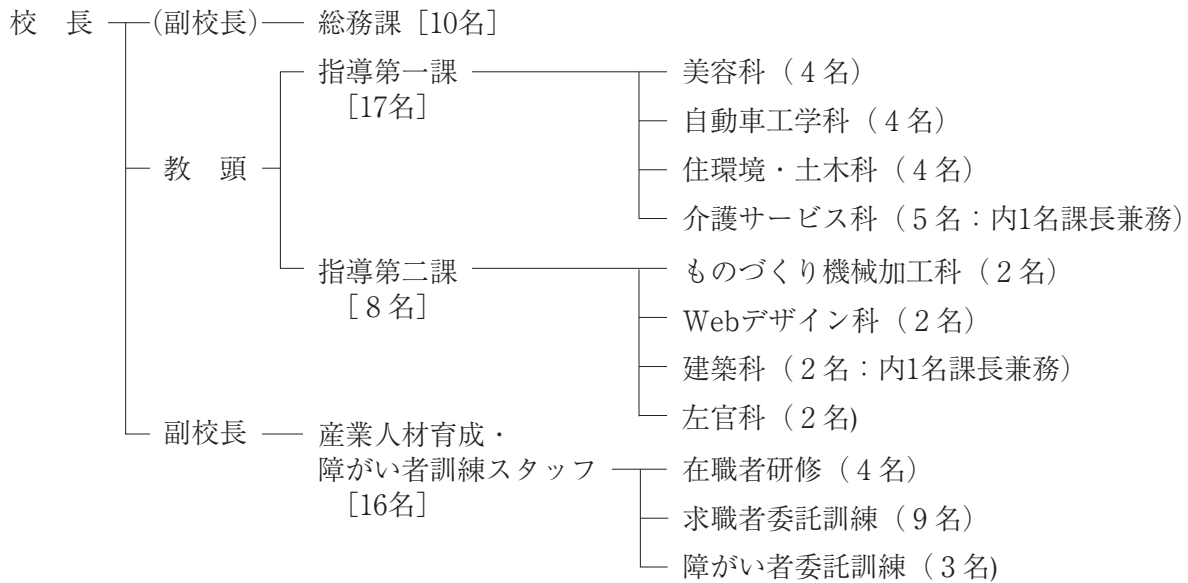 校　長
(副校長)
総務課［10名］
指導第一課
［17名］
美容科（４名）
自動車工学科（４名）
住環境・土木科（４名）
介護サービス科（５名：内1名課長兼務）
教　頭
指導第二課
［８名］
ものづくり機械加工科（２名）
Webデザイン科（２名）
建築科（２名：内1名課長兼務）
左官科（２名)
副校長
産業人材育成・
障がい者訓練スタッフ
［16名］
在職者研修（４名）
求職者委託訓練（９名）
障がい者委託訓練（３名)